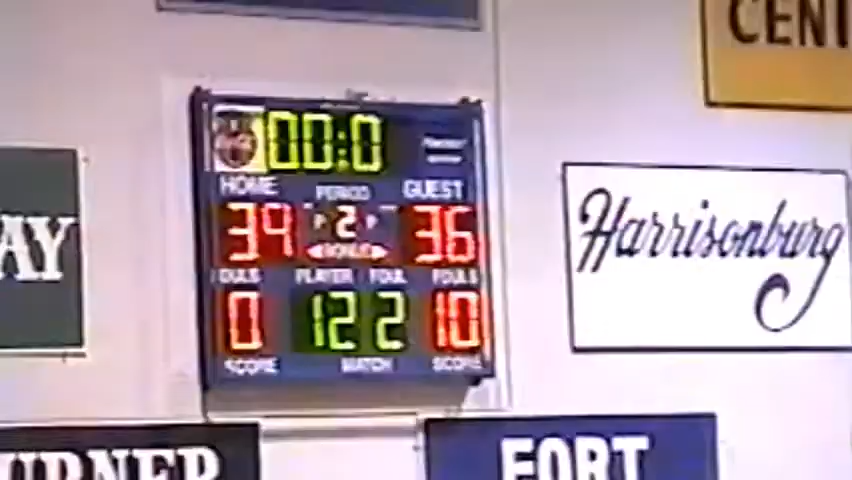 CENT
00:0
HOME PERIOD GUEST
39 P 2 P 36
BONUS
FOULS PLAYER FOUL FOULS
0 12 2 10
SCORE MATCH SCORE
AY
Harrisonburg
URNER
FORT